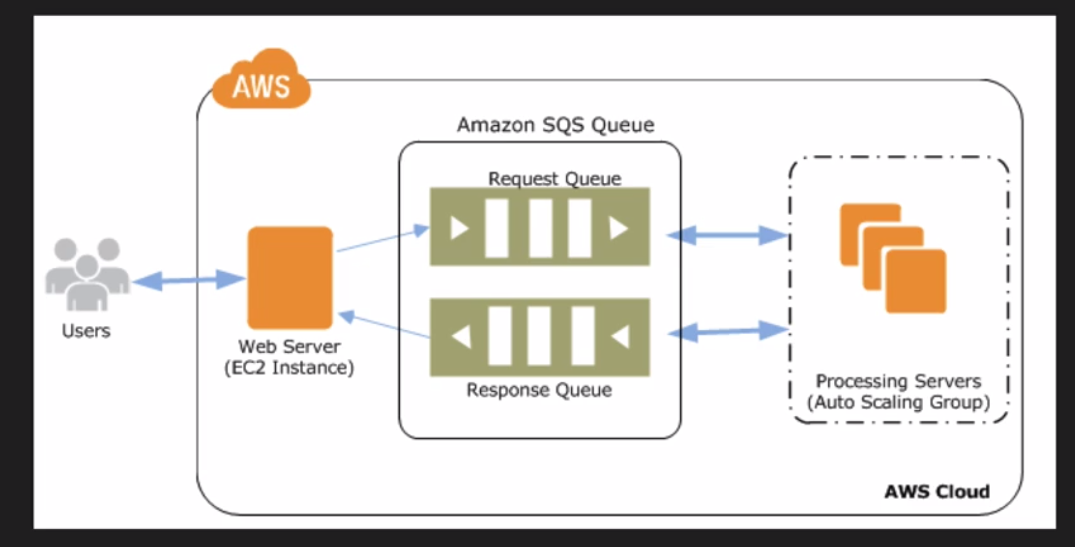 AWS
Amazon SQS Queue
Request Queue
Users
Web Server
(EC2 Instance)
Response Queue
Processing Servers
(Auto Scaling Group)
AWS Cloud